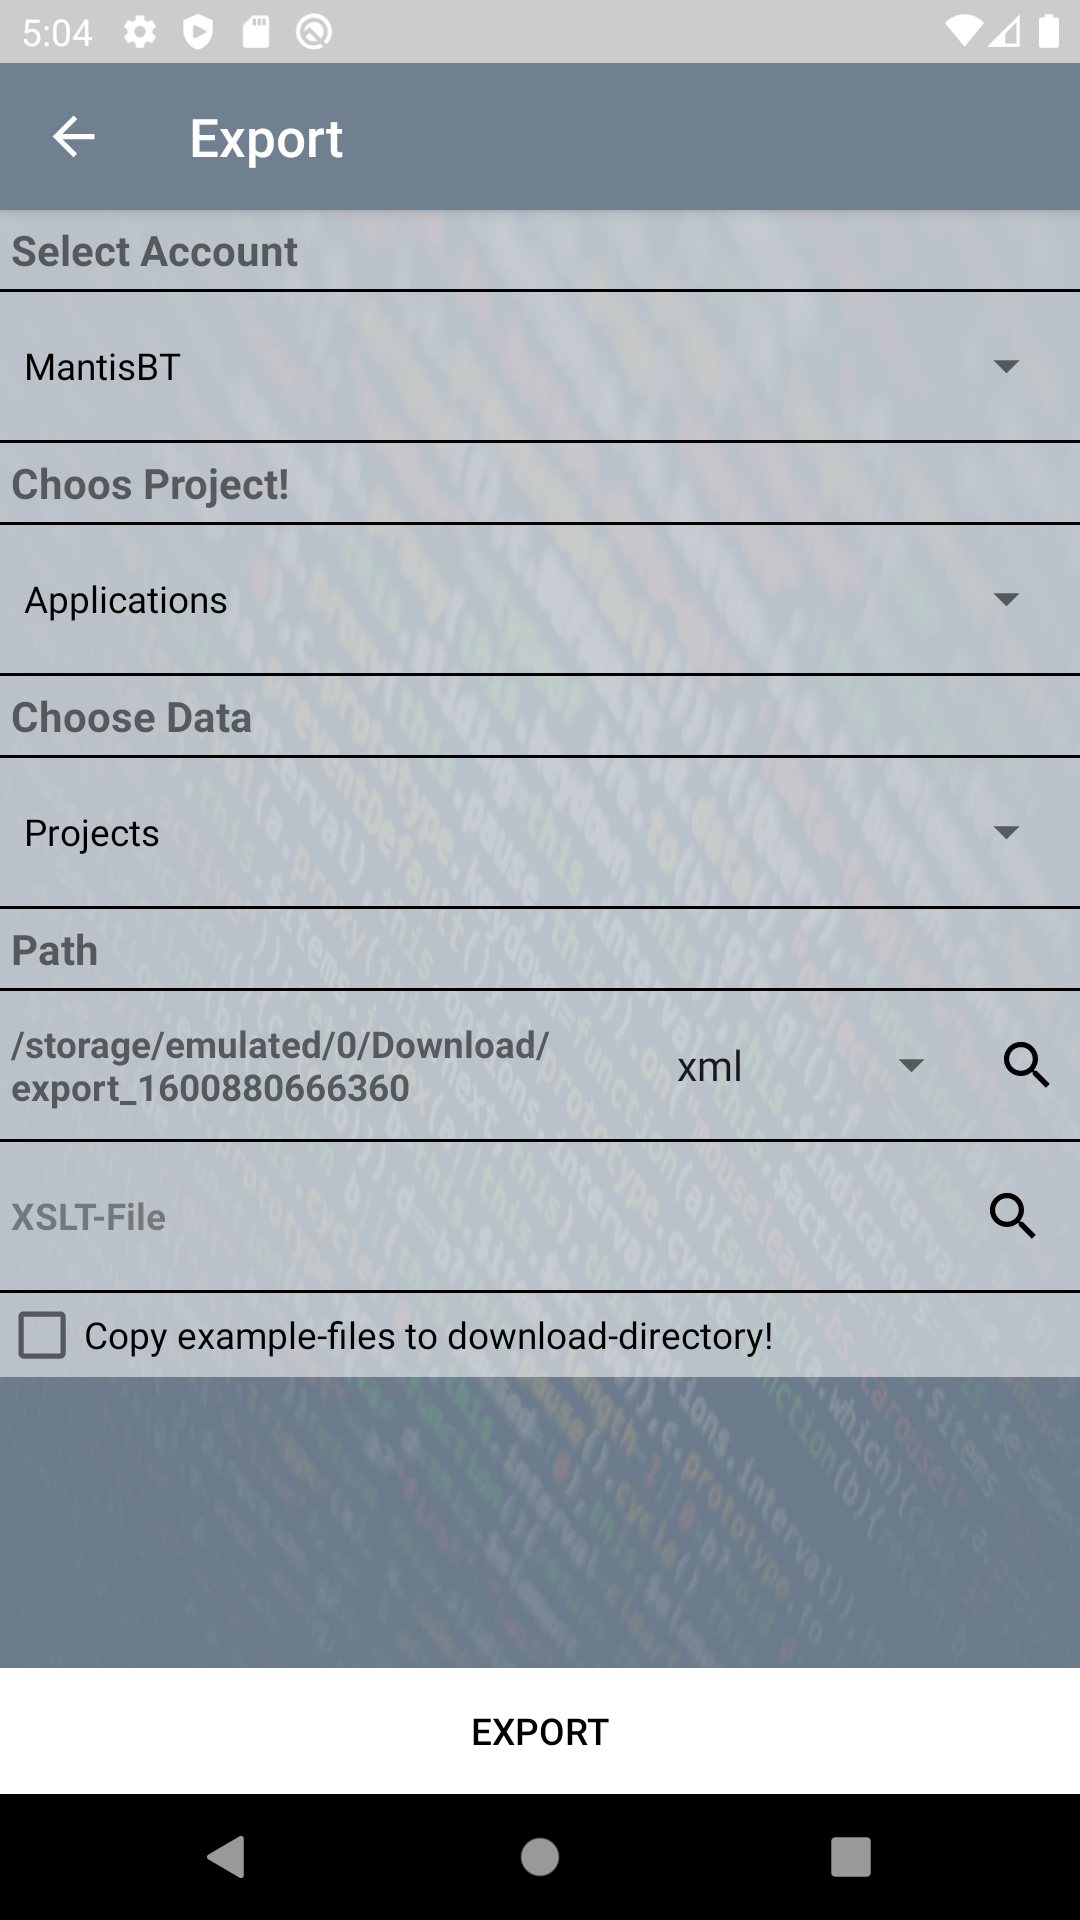 5:04
Export
Select Account
MantisBT
Choos Project!
Applications
Choose Data
Projects
Path
/storage/emulated/0/Download/
export_1600880666360
xml
XSLT-File
Copy example-files to download-directory!
EXPORT